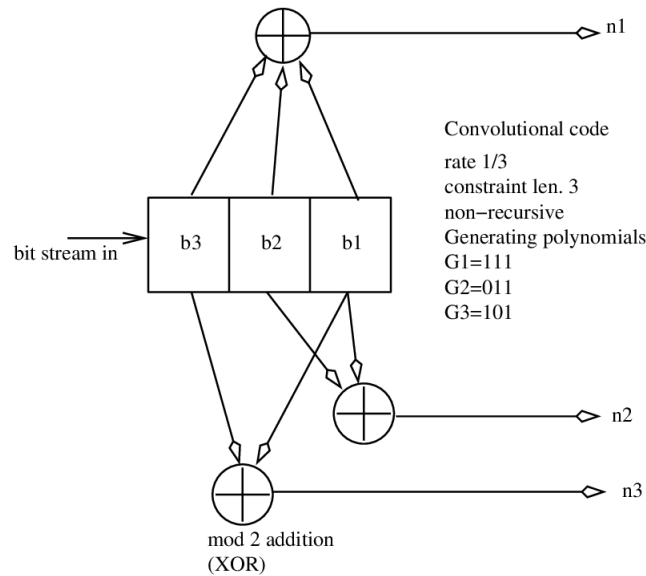 n1
Convolutional code
rate 1/3
constraint len. 3
non−recursive
Generating polynomials
G1=111
G2=011
G3=101
bit stream in
b3 b2 b1
n2
n3
mod 2 addition
(XOR)